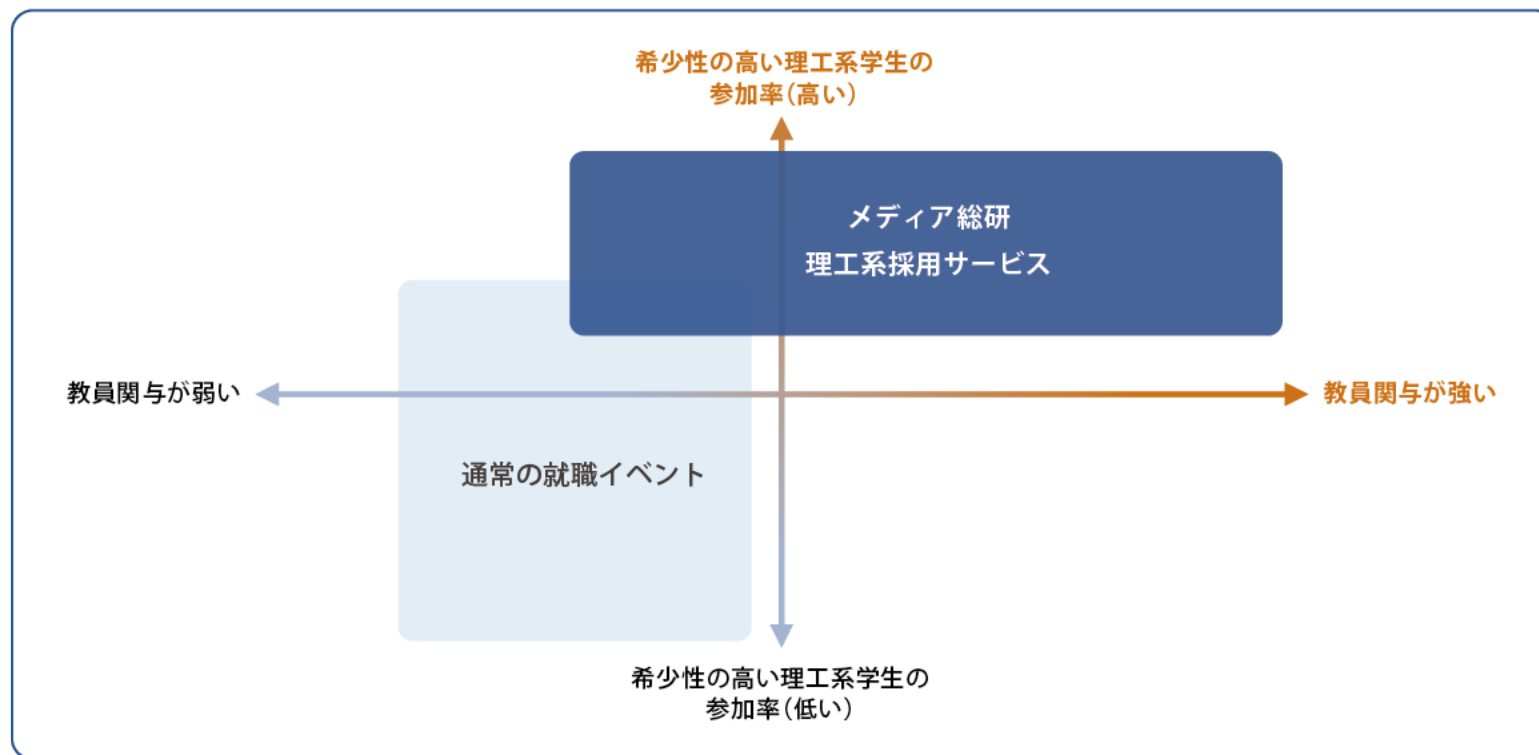 希少性の高い理工系学生の
参加率(高い)
メディア総研
理工系採用サービス
教員関与が弱い
教員関与が強い
通常の就職イベント
希少性の高い理工系学生の
参加率(低い)